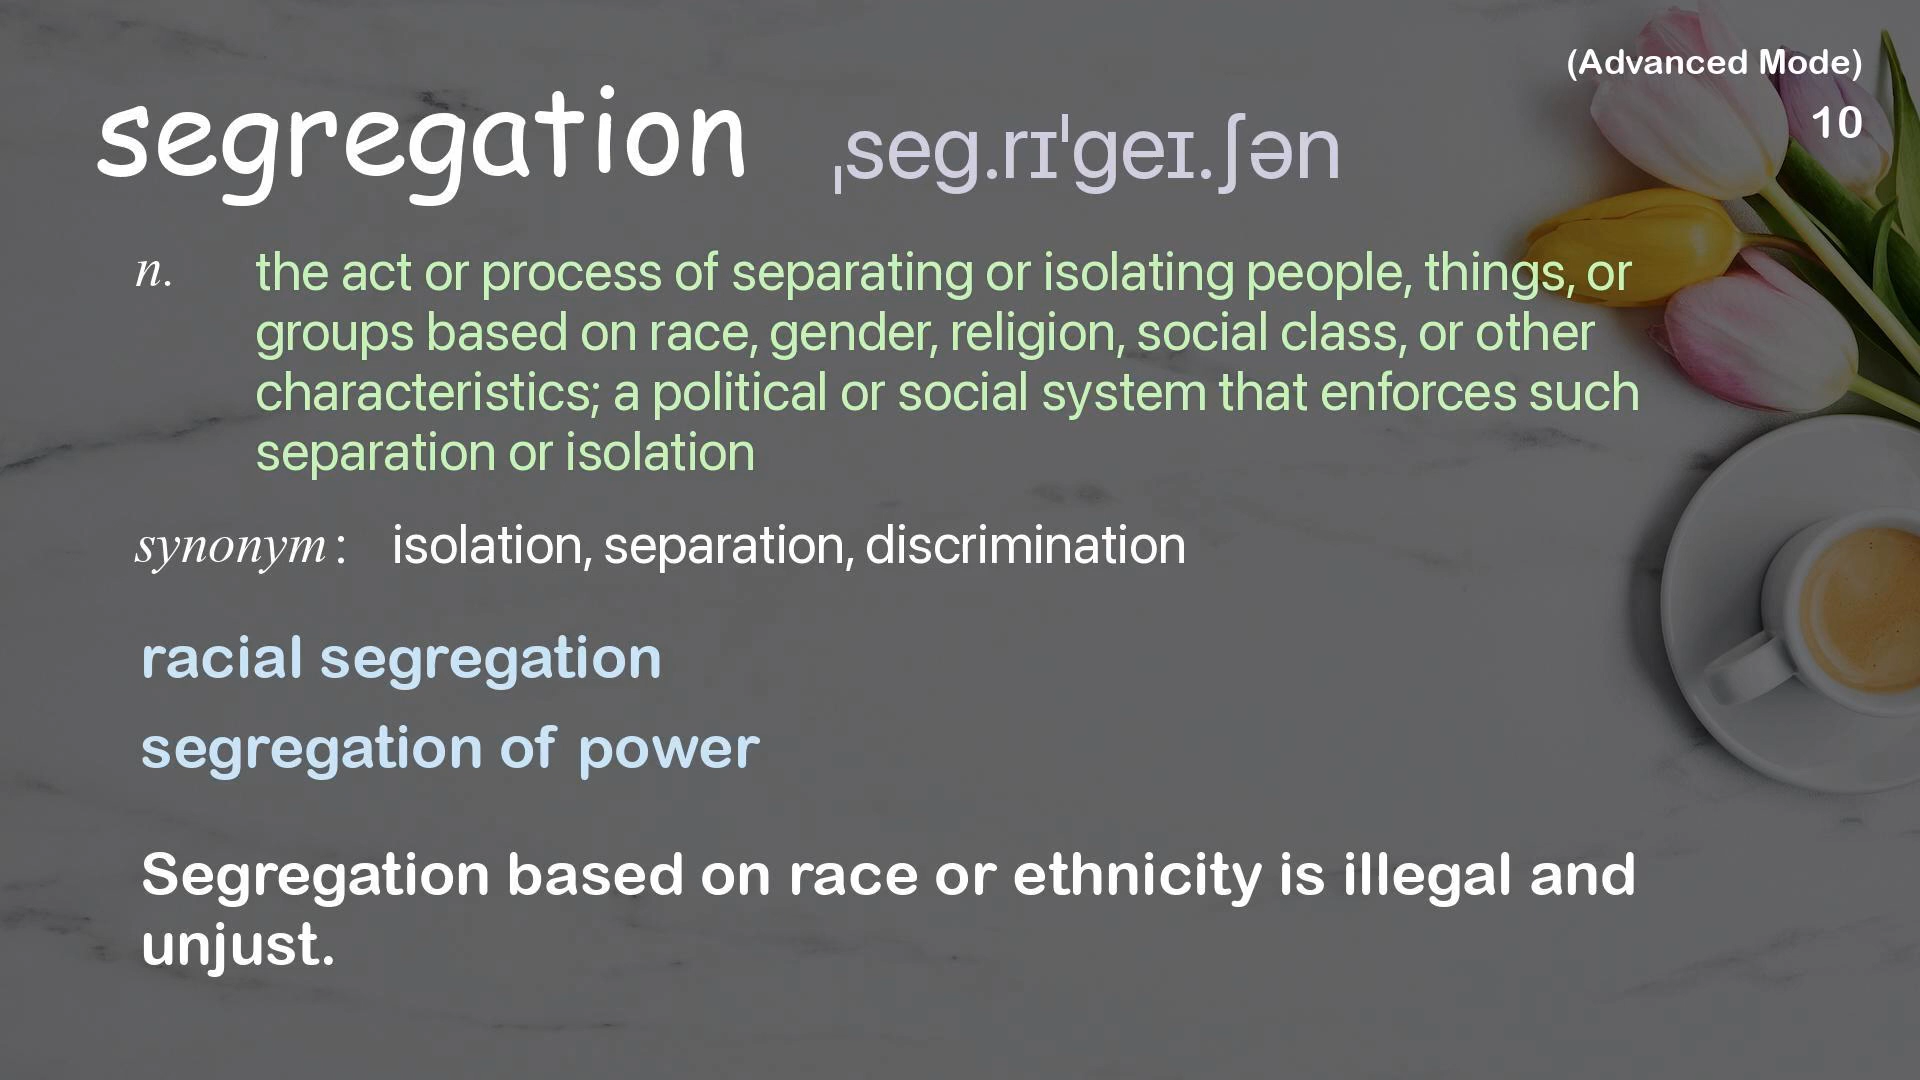 (Advanced Mode)
10
segregation ˌseg.rɪˈgeɪ.ʃən
n. the act or process of separating or isolating people, things, or
groups based on race, gender, religion, social class, or other
characteristics; a political or social system that enforces such
separation or isolation
synonym: isolation, separation, discrimination
racial segregation
segregation of power
Segregation based on race or ethnicity is illegal and
unjust.